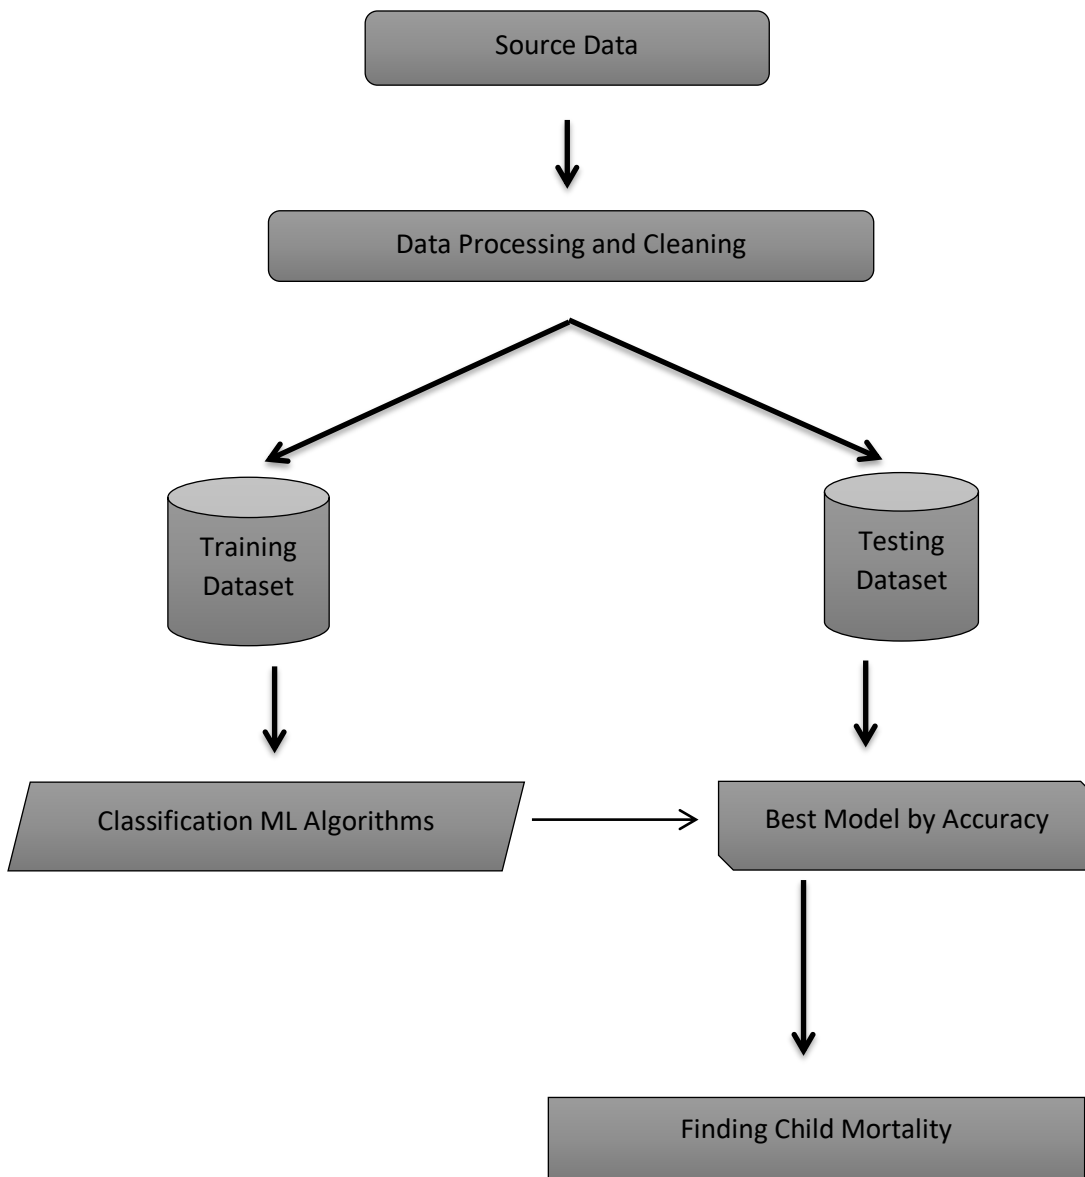 Source Data
Data Processing and Cleaning
Training
Dataset
Testing
Dataset
Classification ML Algorithms
Best Model by Accuracy
Finding Child Mortality